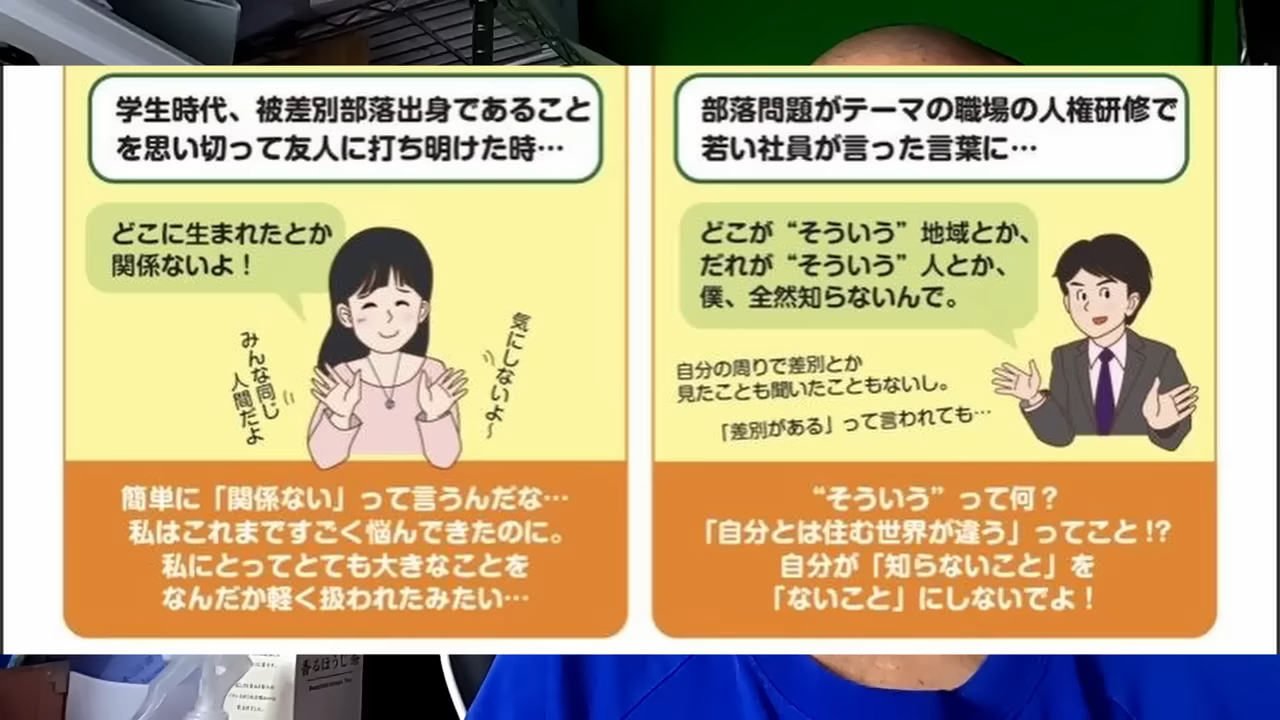 学生時代、被差別部落出身であること
を思い切って友人に打ち明けた時…
どこに生まれたとか
関係ないよ！
みんな同じ
人間だよ
気にしないよ～
簡単に「関係ない」って言うんだな…
私はこれまですごく悩んできたのに。
私にとってとても大きなことを
なんだか軽く扱われたみたい…
部落問題がテーマの職場の人権研修で
若い社員が言った言葉に…
どこが“そういう”地域とか、
だれが“そういう”人とか、
僕、全然知らないんで。
自分の周りで差別とか
見たことも聞いたこともないし。
「差別がある」って言われても…
“そういう”って何？
「自分とは住む世界が違う」ってこと!?
自分が「知らないこと」を
「ないこと」にしないでよ！
香るほうじ茶